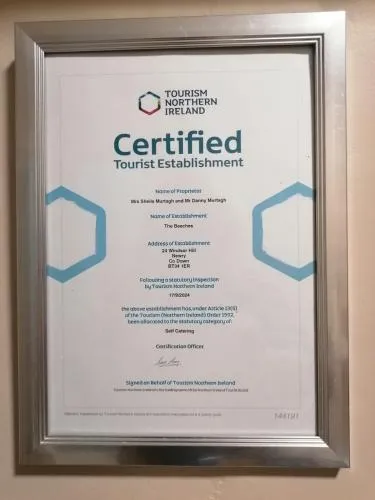 TOURISM
NORTHERN
IRELAND
Certified
Tourist Establishment
Name of Proprietor
Mrs Sheila Murtagh and Mr Danny Murtagh
Name of Establishment
The Beeches
Address of Establishment
24 Windsor Hill
Newry
Co Down
BT34 1ER
Following a statutory inspection
by Tourism Northern Ireland
17/9/2024
the above establishment has, under Article 13(5)
of the Tourism (Northern Ireland) Order 1992,
been allocated to the statutory category of:
Self Catering
Certification Officer
Signed on Behalf of Tourism Northern Ireland
144191